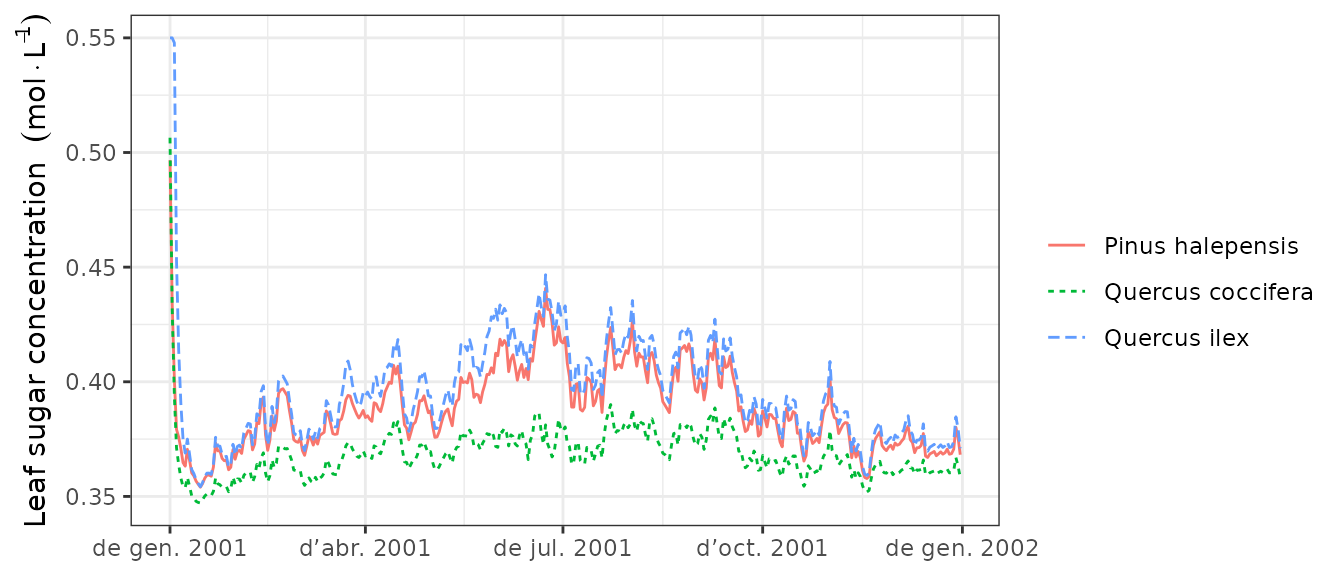 Leaf sugar concentration (mol·L⁻¹)
0.55
0.50
0.45
0.40
0.35
de gen. 2001
d’abr. 2001
de jul. 2001
d’oct. 2001
de gen. 2002
Pinus halepensis
Quercus coccifera
Quercus ilex